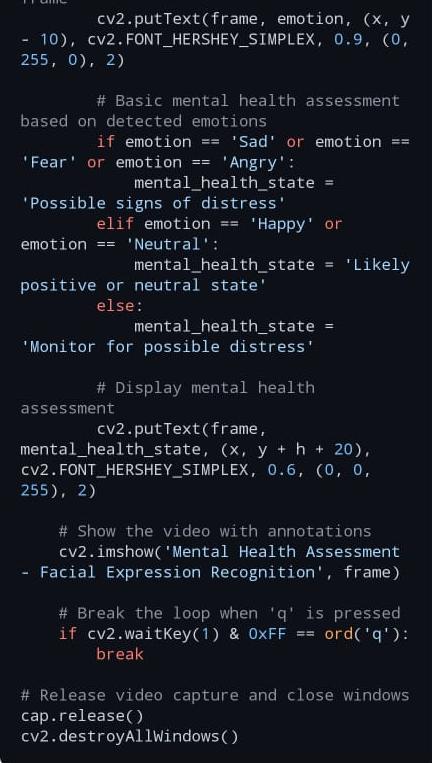 frame
cv2.putText(frame, emotion, (x, y
- 10), cv2.FONT_HERSHEY_SIMPLEX, 0.9, (0,
255, 0), 2)
# Basic mental health assessment
based on detected emotions
if emotion == 'Sad' or emotion ==
'Fear' or emotion == 'Angry':
mental_health_state =
'Possible signs of distress'
elif emotion == 'Happy' or
emotion == 'Neutral':
mental_health_state = 'Likely
positive or neutral state'
else:
mental_health_state =
'Monitor for possible distress'
# Display mental health
assessment
cv2.putText(frame,
mental_health_state, (x, y + h + 20),
cv2.FONT_HERSHEY_SIMPLEX, 0.6, (0, 0,
255), 2)
# Show the video with annotations
cv2.imshow('Mental Health Assessment
- Facial Expression Recognition', frame)
# Break the loop when 'q' is pressed
if cv2.waitKey(1) & 0xFF == ord('q'):
break
# Release video capture and close windows
cap.release()
cv2.destroyAllWindows()